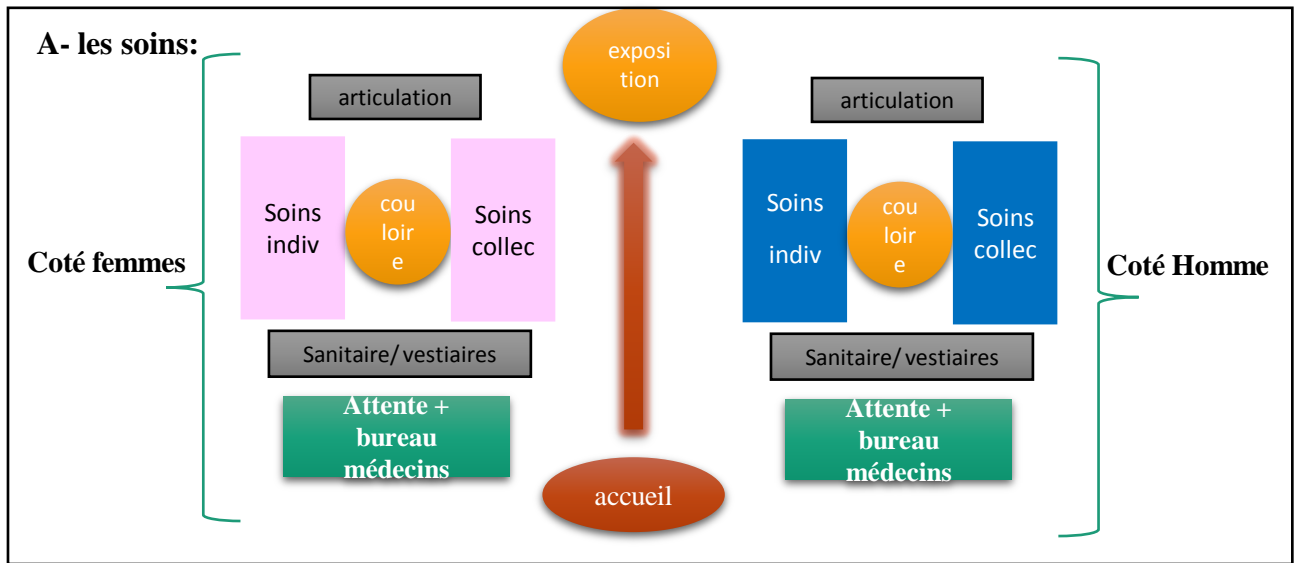 A- les soins:
exposi
tion
articulation
articulation
Soins
indiv
cou
loir
e
Soins
collec
Soins
indiv
cou
loir
e
Soins
collec
Coté femmes
Coté Homme
Sanitaire/ vestiaires
Sanitaire/ vestiaires
Attente +
bureau
médecins
Attente +
bureau
médecins
accueil